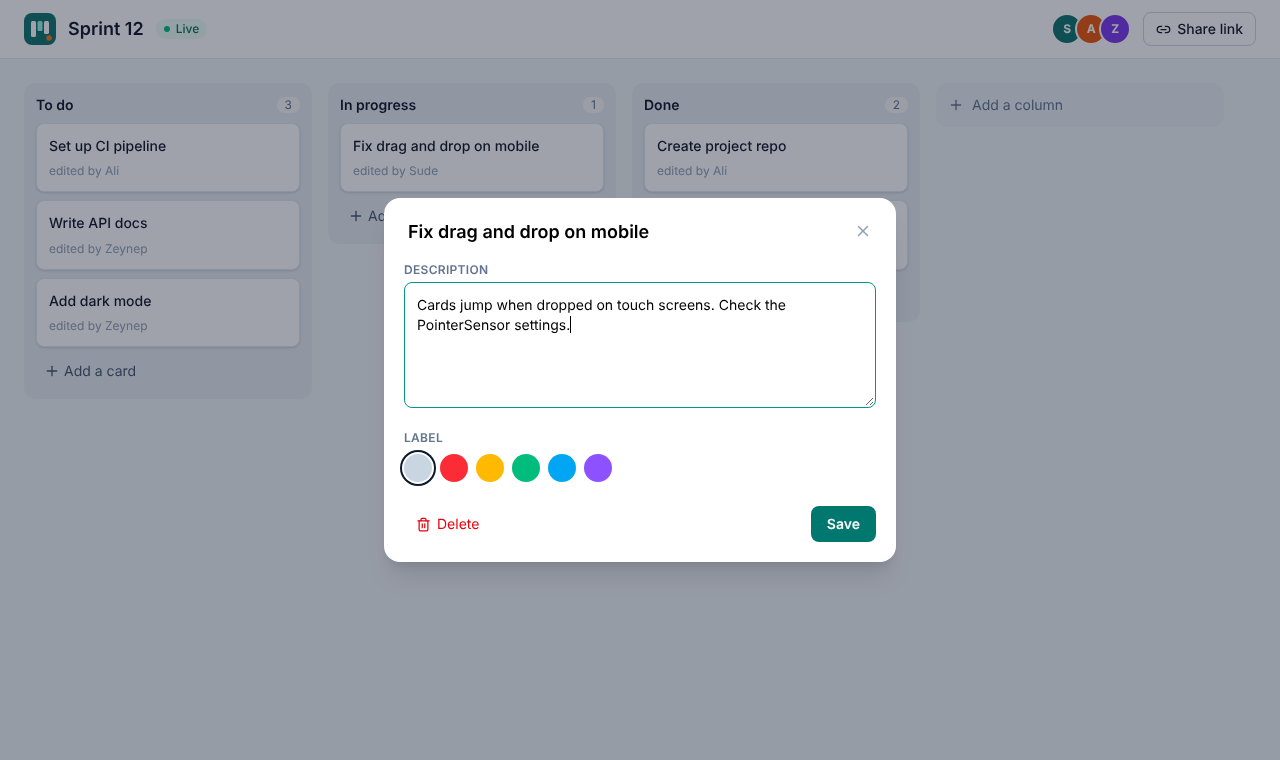 Sprint 12
Live
S
A
Z
Share link
To do
3
Set up CI pipeline
edited by Ali
Write API docs
edited by Zeynep
Add dark mode
edited by Zeynep
Add a card
In progress
1
Fix drag and drop on mobile
edited by Sude
Ad
Done
2
Create project repo
edited by Ali
Add a column
Fix drag and drop on mobile
DESCRIPTION
Cards jump when dropped on touch screens. Check the
PointerSensor settings.
LABEL
Delete
Save